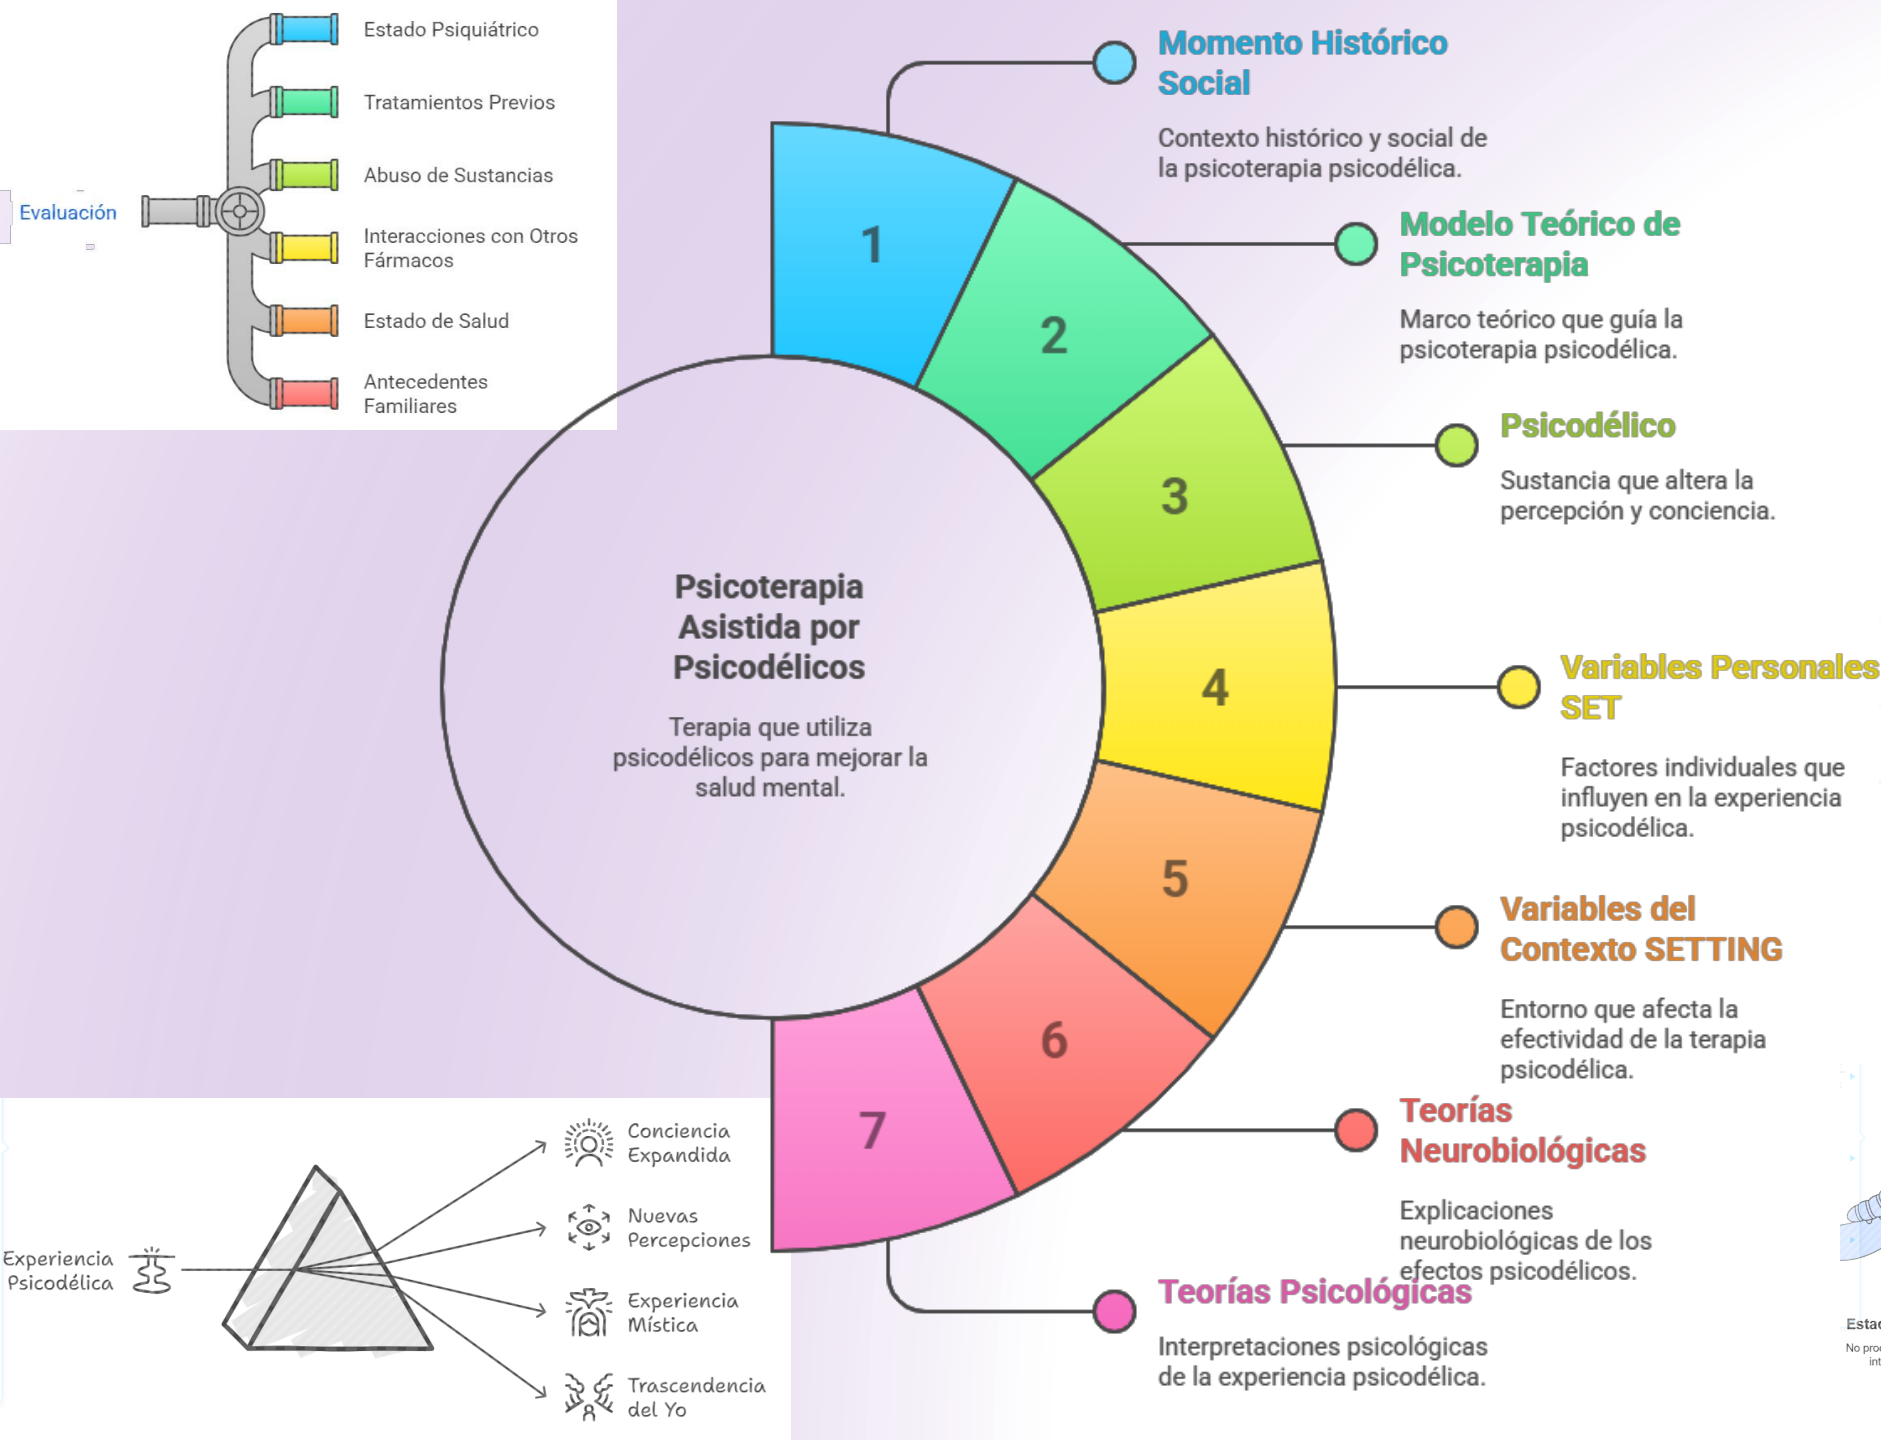 Estado Psiquiátrico
Tratamientos Previos
Abuso de Sustancias
Evaluación
Interacciones con Otros
Fármacos
Estado de Salud
Antecedentes
Familiares
Psicoterapia
Asistida por
Psicodélicos
Terapia que utiliza
psicodélicos para mejorar la
salud mental.
1
2
3
4
5
6
7
Momento Histórico
Social
Contexto histórico y social de
la psicoterapia psicodélica.
Modelo Teórico de
Psicoterapia
Marco teórico que guía la
psicoterapia psicodélica.
Psicodélico
Sustancia que altera la
percepción y conciencia.
Variables Personales
SET
Factores individuales que
influyen en la experiencia
psicodélica.
Variables del
Contexto SETTING
Entorno que afecta la
efectividad de la terapia
psicodélica.
Teorías
Neurobiológicas
Explicaciones
neurobiológicas de los
efectos psicodélicos.
Teorías Psicológicas
Interpretaciones psicológicas
de la experiencia psicodélica.
Experiencia
Psicodélica
Conciencia
Expandida
Nuevas
Percepciones
Experiencia
Mística
Trascendencia
del Yo
No